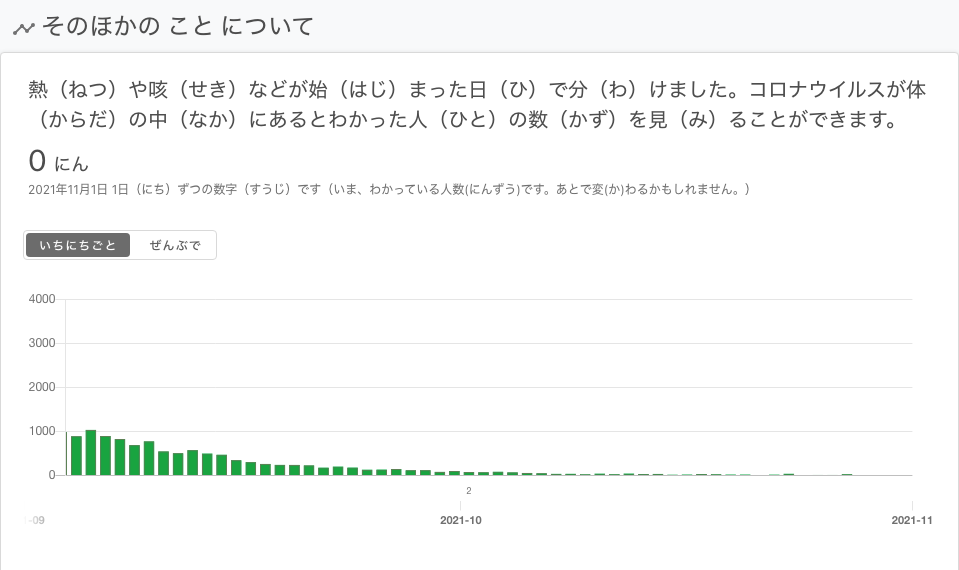 そのほかの こと について
熱（ねつ）や咳（せき）などが始（はじ）まった日（ひ）で分（わ）けました。コロナウイルスが体
（からだ）の中（なか）にあるとわかった人（ひと）の数（かず）を見（み）ることができます。
0 にん
2021年11月1日 1日（にち）ずつの数字（すうじ）です（いま、わかっている人数(にんずう)です。あとで変(か)わるかもしれません。）
いちにちごと ぜんぶで
4000
3000
2000
1000
0
2
-09 2021-10 2021-11